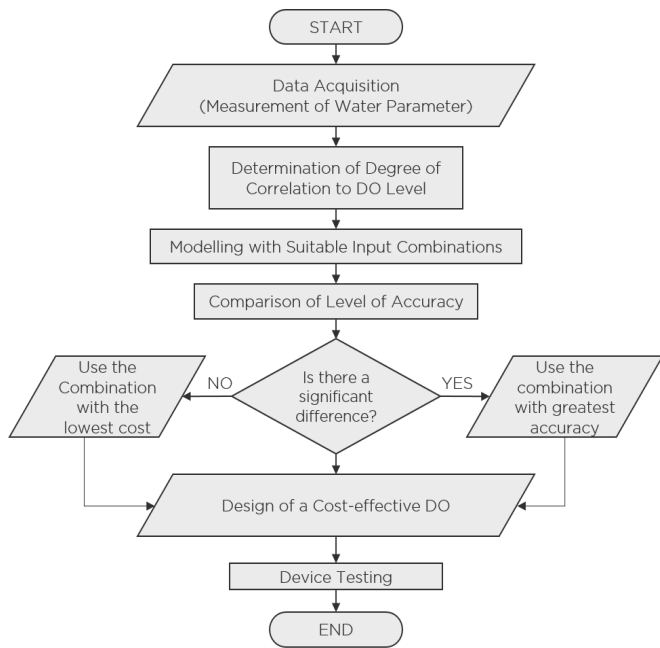 START
Data Acquisition
(Measurement of Water Parameter)
Determination of Degree of
Correlation to DO Level
Modelling with Suitable Input Combinations
Comparison of Level of Accuracy
Use the
Combination
with the
lowest cost
NO
Is there a
significant
difference?
YES
Use the
combination
with greatest
accuracy
Design of a Cost-effective DO
Device Testing
END